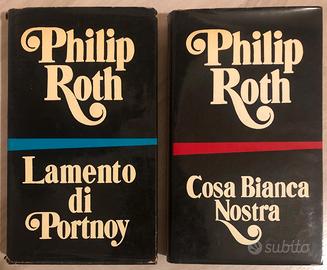 Philip
Roth
Lamento
di
Portnoy
Philip
Roth
Cosa Bianca
Nostra
subito